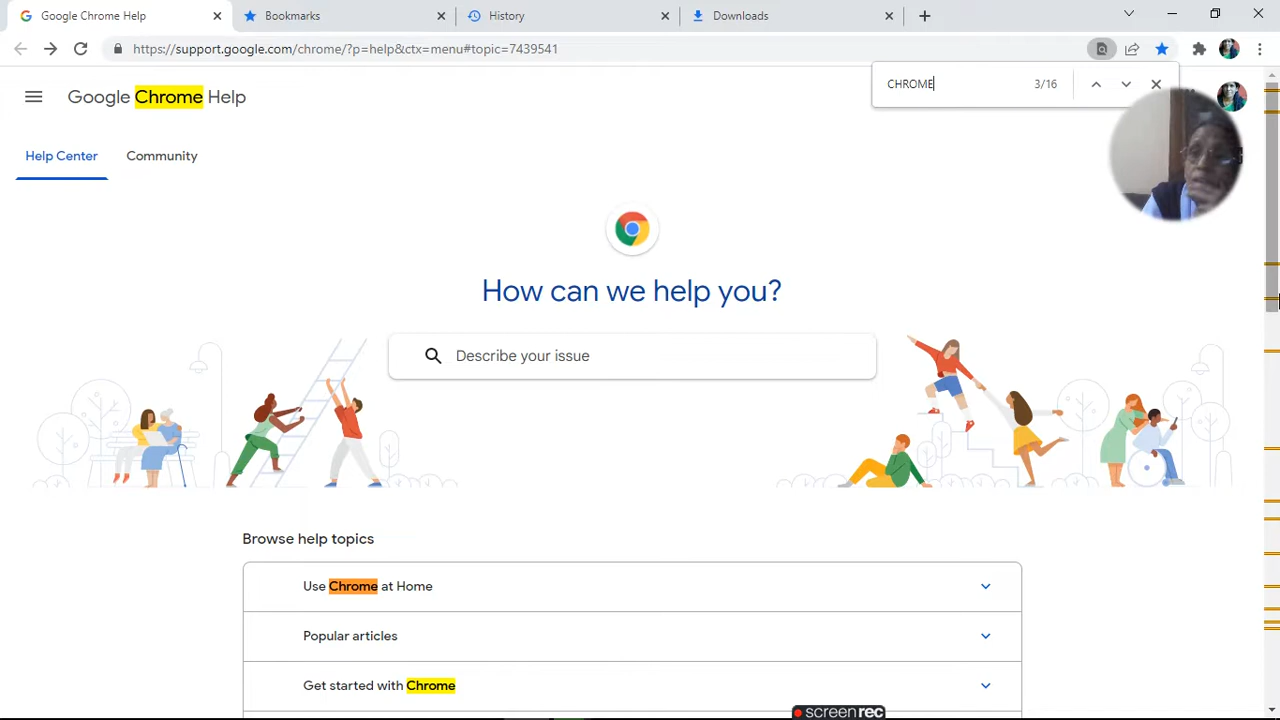 Google Chrome Help
Bookmarks
History
Downloads
https://support.google.com/chrome/?p=help&ctx=menu#topic=7439541
CHROME
3/16
Google Chrome Help
Help Center
Community
How can we help you?
Describe your issue
Browse help topics
Use Chrome at Home
Popular articles
Get started with Chrome
screenrec